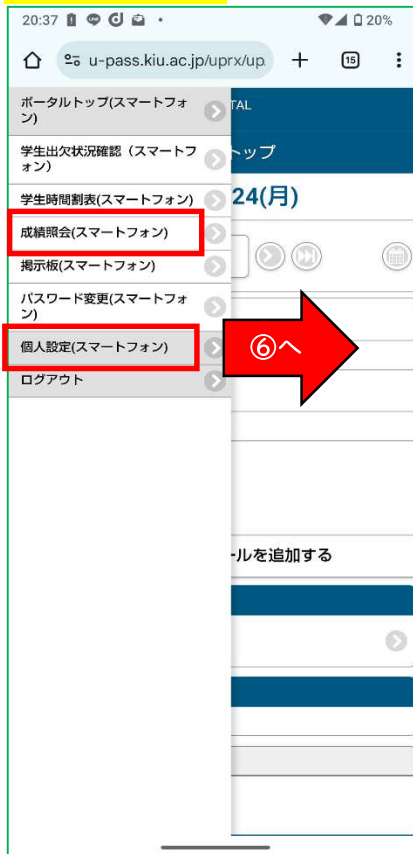 20:37
20%
u-pass.kiu.ac.jp/uprx/up
15
ポータルトップ(スマートフォ
ン)
TAL
学生出欠状況確認（スマートフ
ォン）
トップ
学生時間割表(スマートフォン)
24(月)
成績照会(スマートフォン)
掲示板(スマートフォン)
パスワード変更(スマートフォ
ン)
個人設定(スマートフォン)
⑥へ
ログアウト
ールを追加する